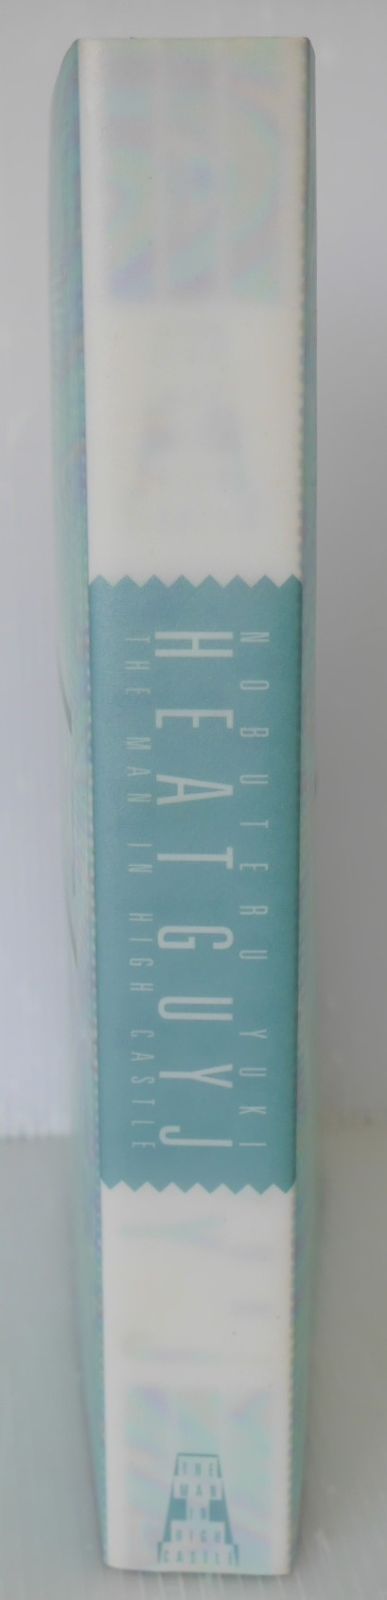 NOBUTERU YUKI
HEAT GUY J
THE MAN IN HIGH CASTLE
THE
MAN
IN
HIGH
CASTLE